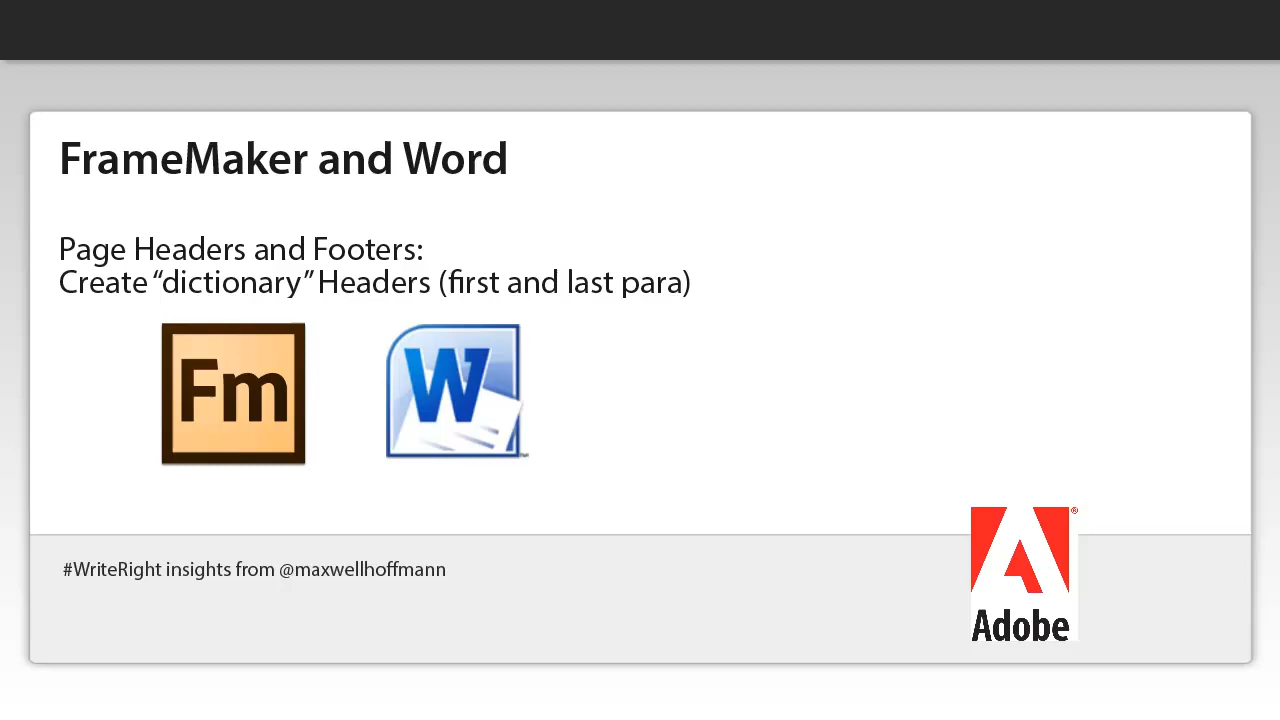 FrameMaker and Word
Page Headers and Footers:
Create “dictionary” Headers (first and last para)
Fm
W
#WriteRight insights from @maxwellhoffmann
®
Adobe